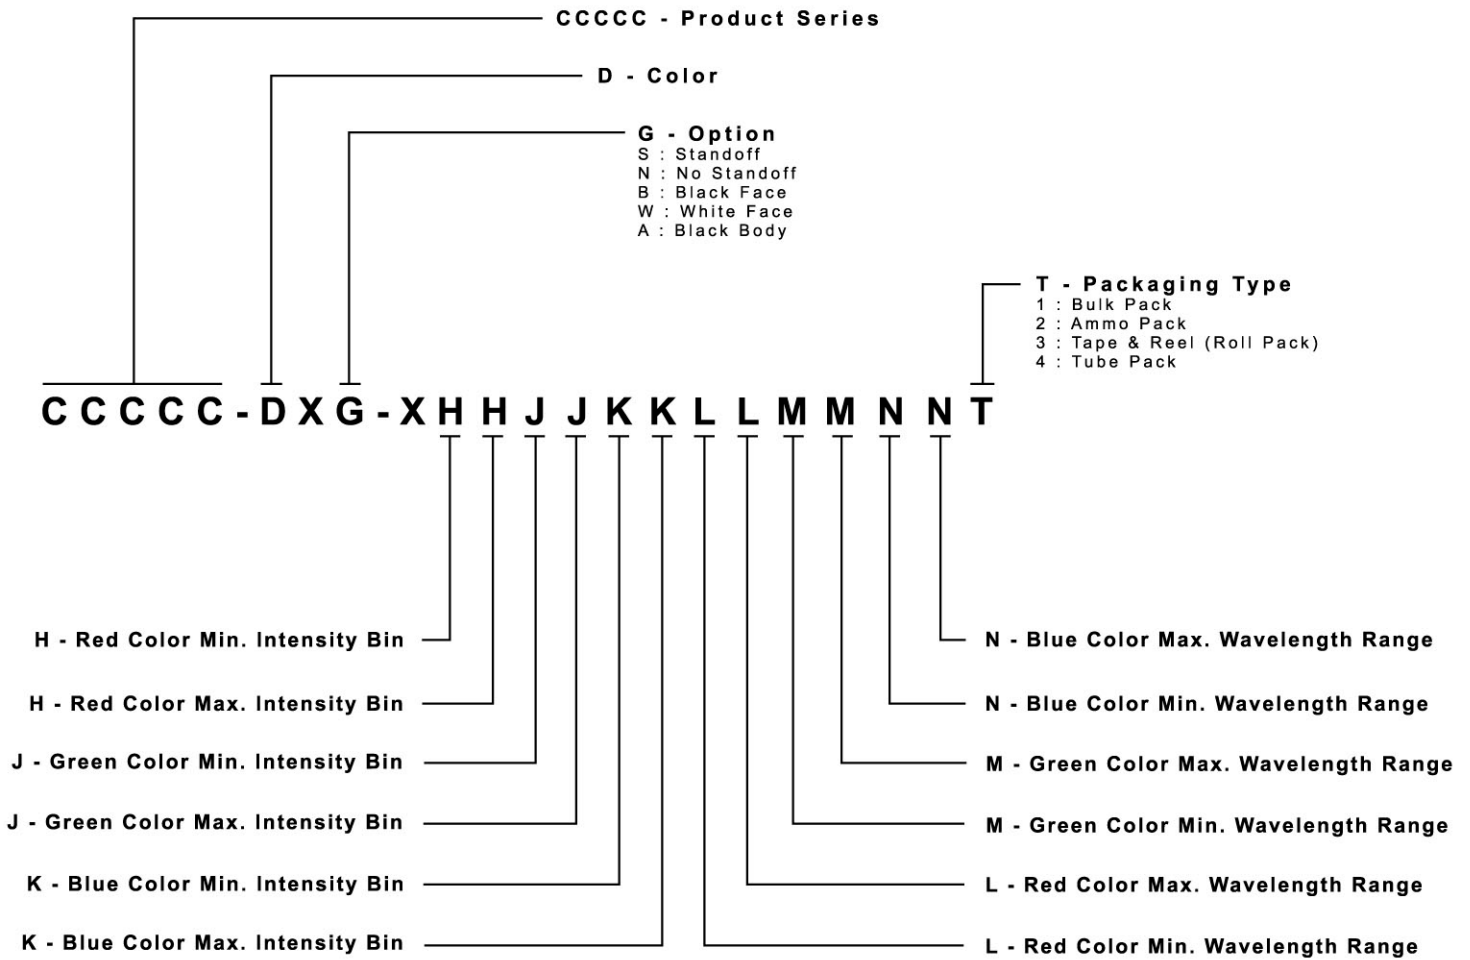 CCCCC - Product Series
D - Color
G - Option
S : Standoff
N : No Standoff
B : Black Face
W : White Face
A : Black Body
T - Packaging Type
1 : Bulk Pack
2 : Ammo Pack
3 : Tape & Reel (Roll Pack)
4 : Tube Pack
C C C C C - D X G - X H H J J K K L L M M N N T
H - Red Color Min. Intensity Bin
N - Blue Color Max. Wavelength Range
H - Red Color Max. Intensity Bin
N - Blue Color Min. Wavelength Range
J - Green Color Min. Intensity Bin
M - Green Color Max. Wavelength Range
J - Green Color Max. Intensity Bin
M - Green Color Min. Wavelength Range
K - Blue Color Min. Intensity Bin
L - Red Color Max. Wavelength Range
K - Blue Color Max. Intensity Bin
L - Red Color Min. Wavelength Range